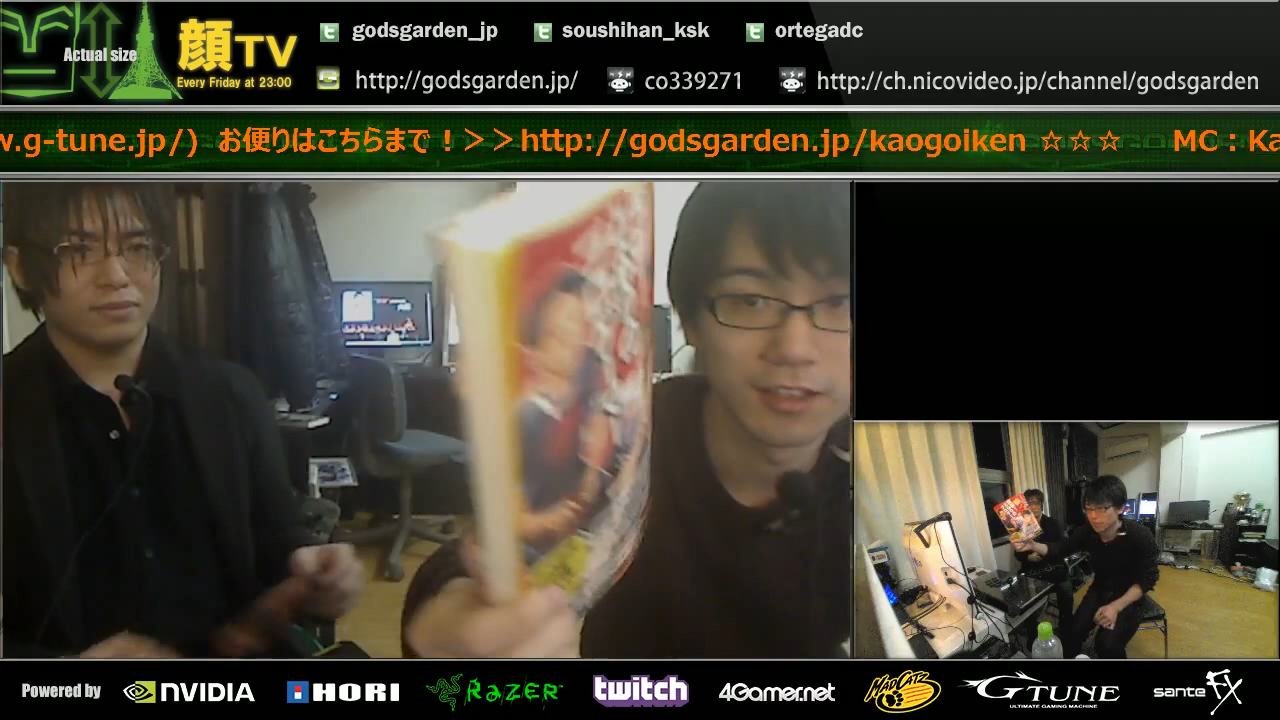 Actual size
顔TV
Every Friday at 23:00
godsgarden_jp soushihan_ksk ortegadc
http://godsgarden.jp/ co339271 http://ch.nicovideo.jp/channel/godsgarden
w.g-tune.jp/) お便りはこちらまで！＞＞http://godsgarden.jp/kaogoiken ☆☆☆ MC : Ka
Powered by NVIDIA HORI RAZER twitch 4Gamer.net MAD CATZ G TUNE sante FX
ULTIMATE GAMING MACHINE